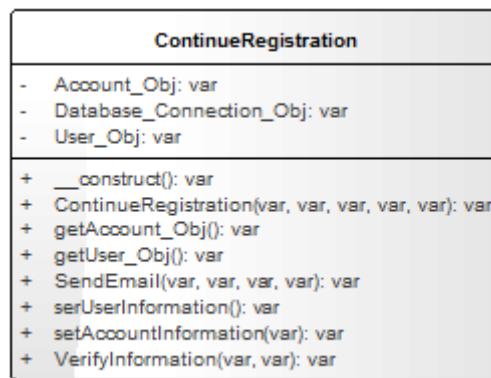 ContinueRegistration
- Account_Obj: var
- Database_Connection_Obj: var
- User_Obj: var
+ __construct(): var
+ ContinueRegistration(var, var, var, var, var): var
+ getAccount_Obj(): var
+ getUser_Obj(): var
+ SendEmail(var, var, var, var): var
+ serUserInformation(): var
+ setAccountInformation(var): var
+ VerifyInformation(var, var): var